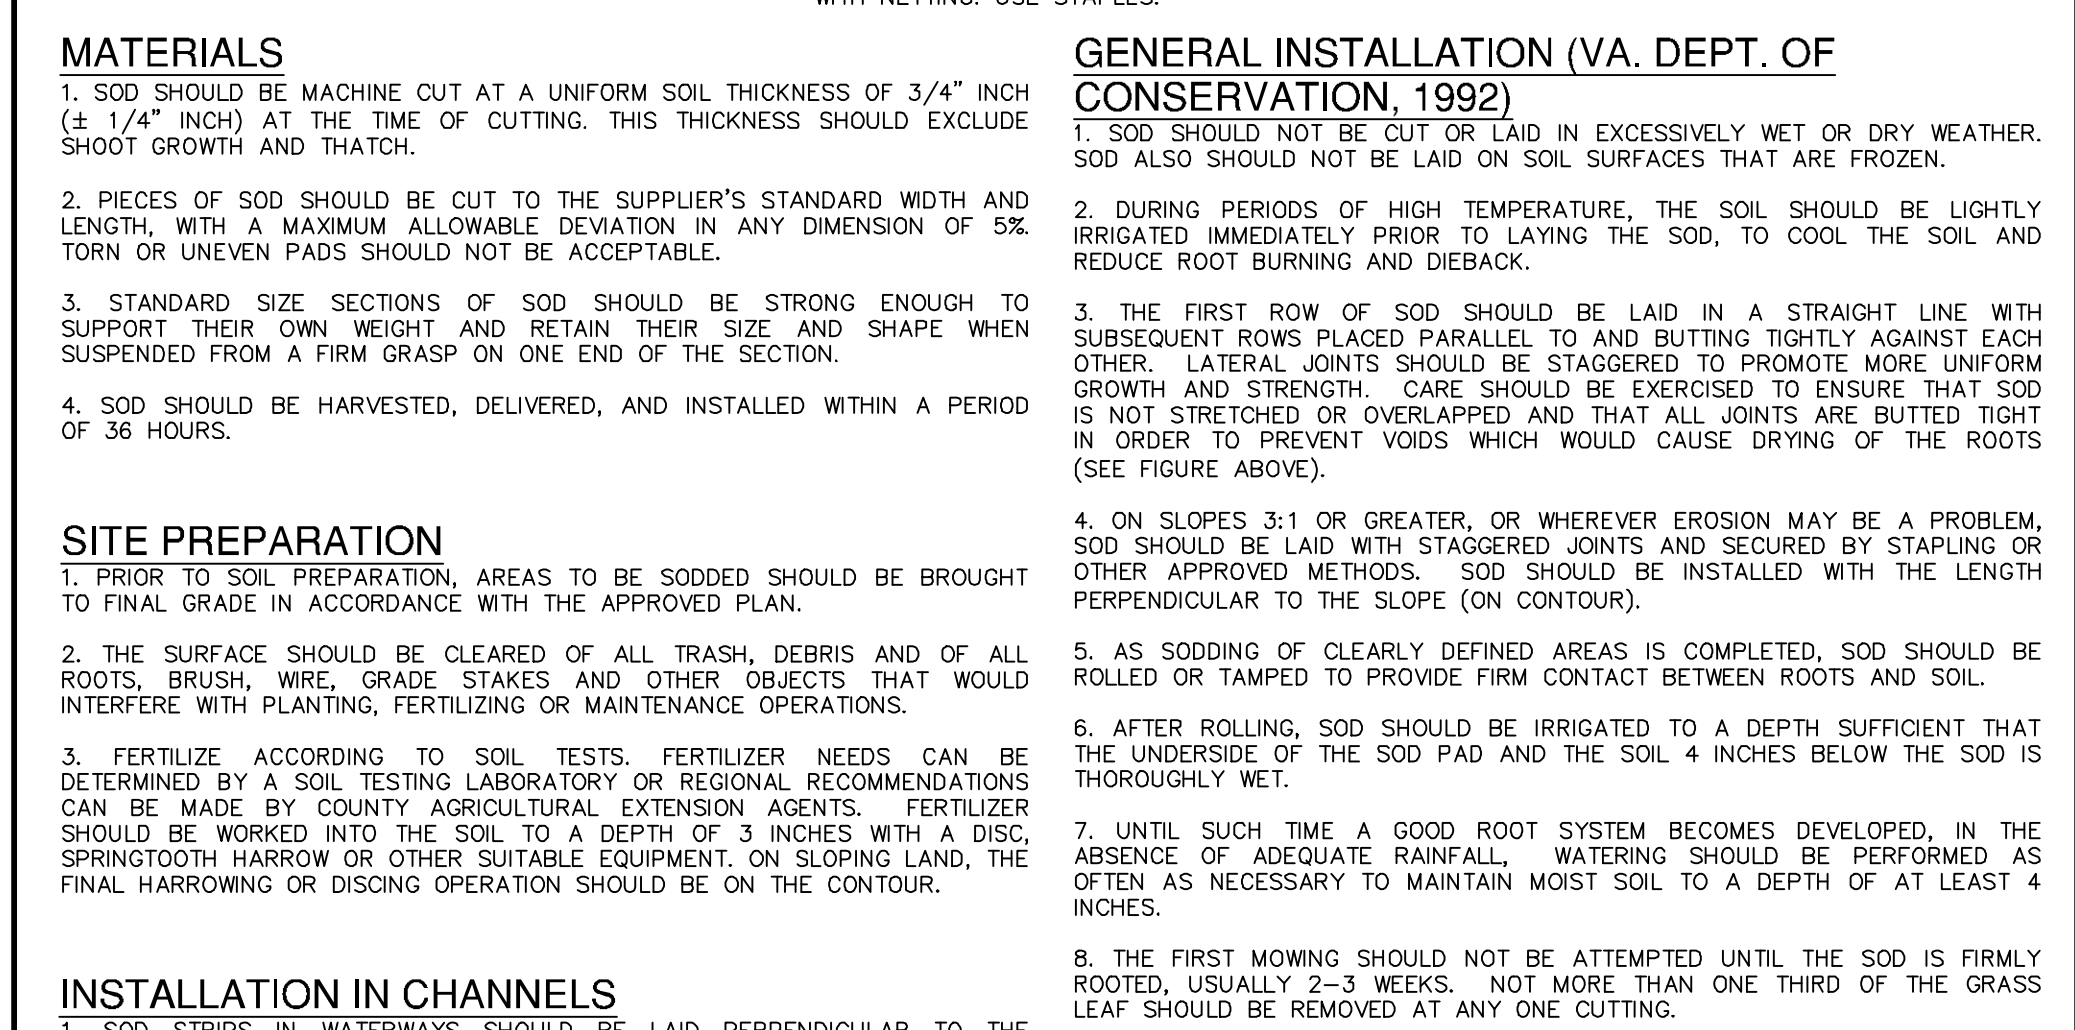 WITH NETTING. USE STAPLES.
MATERIALS
1. SOD SHOULD BE MACHINE CUT AT A UNIFORM SOIL THICKNESS OF 3/4" INCH
(± 1/4" INCH) AT THE TIME OF CUTTING. THIS THICKNESS SHOULD EXCLUDE
SHOOT GROWTH AND THATCH.
2. PIECES OF SOD SHOULD BE CUT TO THE SUPPLIER'S STANDARD WIDTH AND
LENGTH, WITH A MAXIMUM ALLOWABLE DEVIATION IN ANY DIMENSION OF 5%.
TORN OR UNEVEN PADS SHOULD NOT BE ACCEPTABLE.
3. STANDARD SIZE SECTIONS OF SOD SHOULD BE STRONG ENOUGH TO
SUPPORT THEIR OWN WEIGHT AND RETAIN THEIR SIZE AND SHAPE WHEN
SUSPENDED FROM A FIRM GRASP ON ONE END OF THE SECTION.
4. SOD SHOULD BE HARVESTED, DELIVERED, AND INSTALLED WITHIN A PERIOD
OF 36 HOURS.
SITE PREPARATION
1. PRIOR TO SOIL PREPARATION, AREAS TO BE SODDED SHOULD BE BROUGHT
TO FINAL GRADE IN ACCORDANCE WITH THE APPROVED PLAN.
2. THE SURFACE SHOULD BE CLEARED OF ALL TRASH, DEBRIS AND OF ALL
ROOTS, BRUSH, WIRE, GRADE STAKES AND OTHER OBJECTS THAT WOULD
INTERFERE WITH PLANTING, FERTILIZING OR MAINTENANCE OPERATIONS.
3. FERTILIZE ACCORDING TO SOIL TESTS. FERTILIZER NEEDS CAN BE
DETERMINED BY A SOIL TESTING LABORATORY OR REGIONAL RECOMMENDATIONS
CAN BE MADE BY COUNTY AGRICULTURAL EXTENSION AGENTS. FERTILIZER
SHOULD BE WORKED INTO THE SOIL TO A DEPTH OF 3 INCHES WITH A DISC,
SPRINGTOOTH HARROW OR OTHER SUITABLE EQUIPMENT. ON SLOPING LAND, THE
FINAL HARROWING OR DISCING OPERATION SHOULD BE ON THE CONTOUR.
INSTALLATION IN CHANNELS
1. SOD STRIPS IN WATERWAYS SHOULD BE LAID PERPENDICULAR TO THE
GENERAL INSTALLATION (VA. DEPT. OF
CONSERVATION, 1992)
1. SOD SHOULD NOT BE CUT OR LAID IN EXCESSIVELY WET OR DRY WEATHER.
SOD ALSO SHOULD NOT BE LAID ON SOIL SURFACES THAT ARE FROZEN.
2. DURING PERIODS OF HIGH TEMPERATURE, THE SOIL SHOULD BE LIGHTLY
IRRIGATED IMMEDIATELY PRIOR TO LAYING THE SOD, TO COOL THE SOIL AND
REDUCE ROOT BURNING AND DIEBACK.
3. THE FIRST ROW OF SOD SHOULD BE LAID IN A STRAIGHT LINE WITH
SUBSEQUENT ROWS PLACED PARALLEL TO AND BUTTING TIGHTLY AGAINST EACH
OTHER. LATERAL JOINTS SHOULD BE STAGGERED TO PROMOTE MORE UNIFORM
GROWTH AND STRENGTH. CARE SHOULD BE EXERCISED TO ENSURE THAT SOD
IS NOT STRETCHED OR OVERLAPPED AND THAT ALL JOINTS ARE BUTTED TIGHT
IN ORDER TO PREVENT VOIDS WHICH WOULD CAUSE DRYING OF THE ROOTS
(SEE FIGURE ABOVE).
4. ON SLOPES 3:1 OR GREATER, OR WHEREVER EROSION MAY BE A PROBLEM,
SOD SHOULD BE LAID WITH STAGGERED JOINTS AND SECURED BY STAPLING OR
OTHER APPROVED METHODS. SOD SHOULD BE INSTALLED WITH THE LENGTH
PERPENDICULAR TO THE SLOPE (ON CONTOUR).
5. AS SODDING OF CLEARLY DEFINED AREAS IS COMPLETED, SOD SHOULD BE
ROLLED OR TAMPED TO PROVIDE FIRM CONTACT BETWEEN ROOTS AND SOIL.
6. AFTER ROLLING, SOD SHOULD BE IRRIGATED TO A DEPTH SUFFICIENT THAT
THE UNDERSIDE OF THE SOD PAD AND THE SOIL 4 INCHES BELOW THE SOD IS
THOROUGHLY WET.
7. UNTIL SUCH TIME A GOOD ROOT SYSTEM BECOMES DEVELOPED, IN THE
ABSENCE OF ADEQUATE RAINFALL, WATERING SHOULD BE PERFORMED AS
OFTEN AS NECESSARY TO MAINTAIN MOIST SOIL TO A DEPTH OF AT LEAST 4
INCHES.
8. THE FIRST MOWING SHOULD NOT BE ATTEMPTED UNTIL THE SOD IS FIRMLY
ROOTED, USUALLY 2-3 WEEKS. NOT MORE THAN ONE THIRD OF THE GRASS
LEAF SHOULD BE REMOVED AT ANY ONE CUTTING.